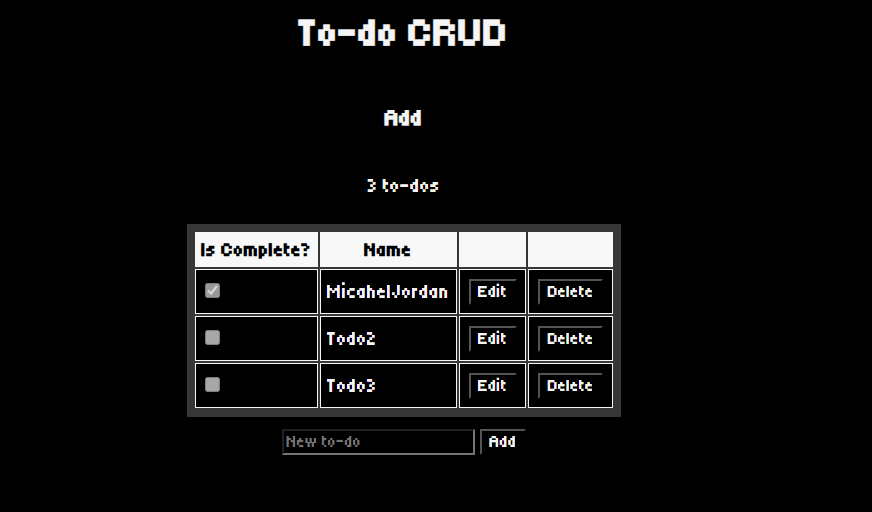 To-do CRUD
Add
3 to-dos
Is Complete? Name
MicahelJordan Edit Delete
Todo2 Edit Delete
Todo3 Edit Delete
New to-do Add